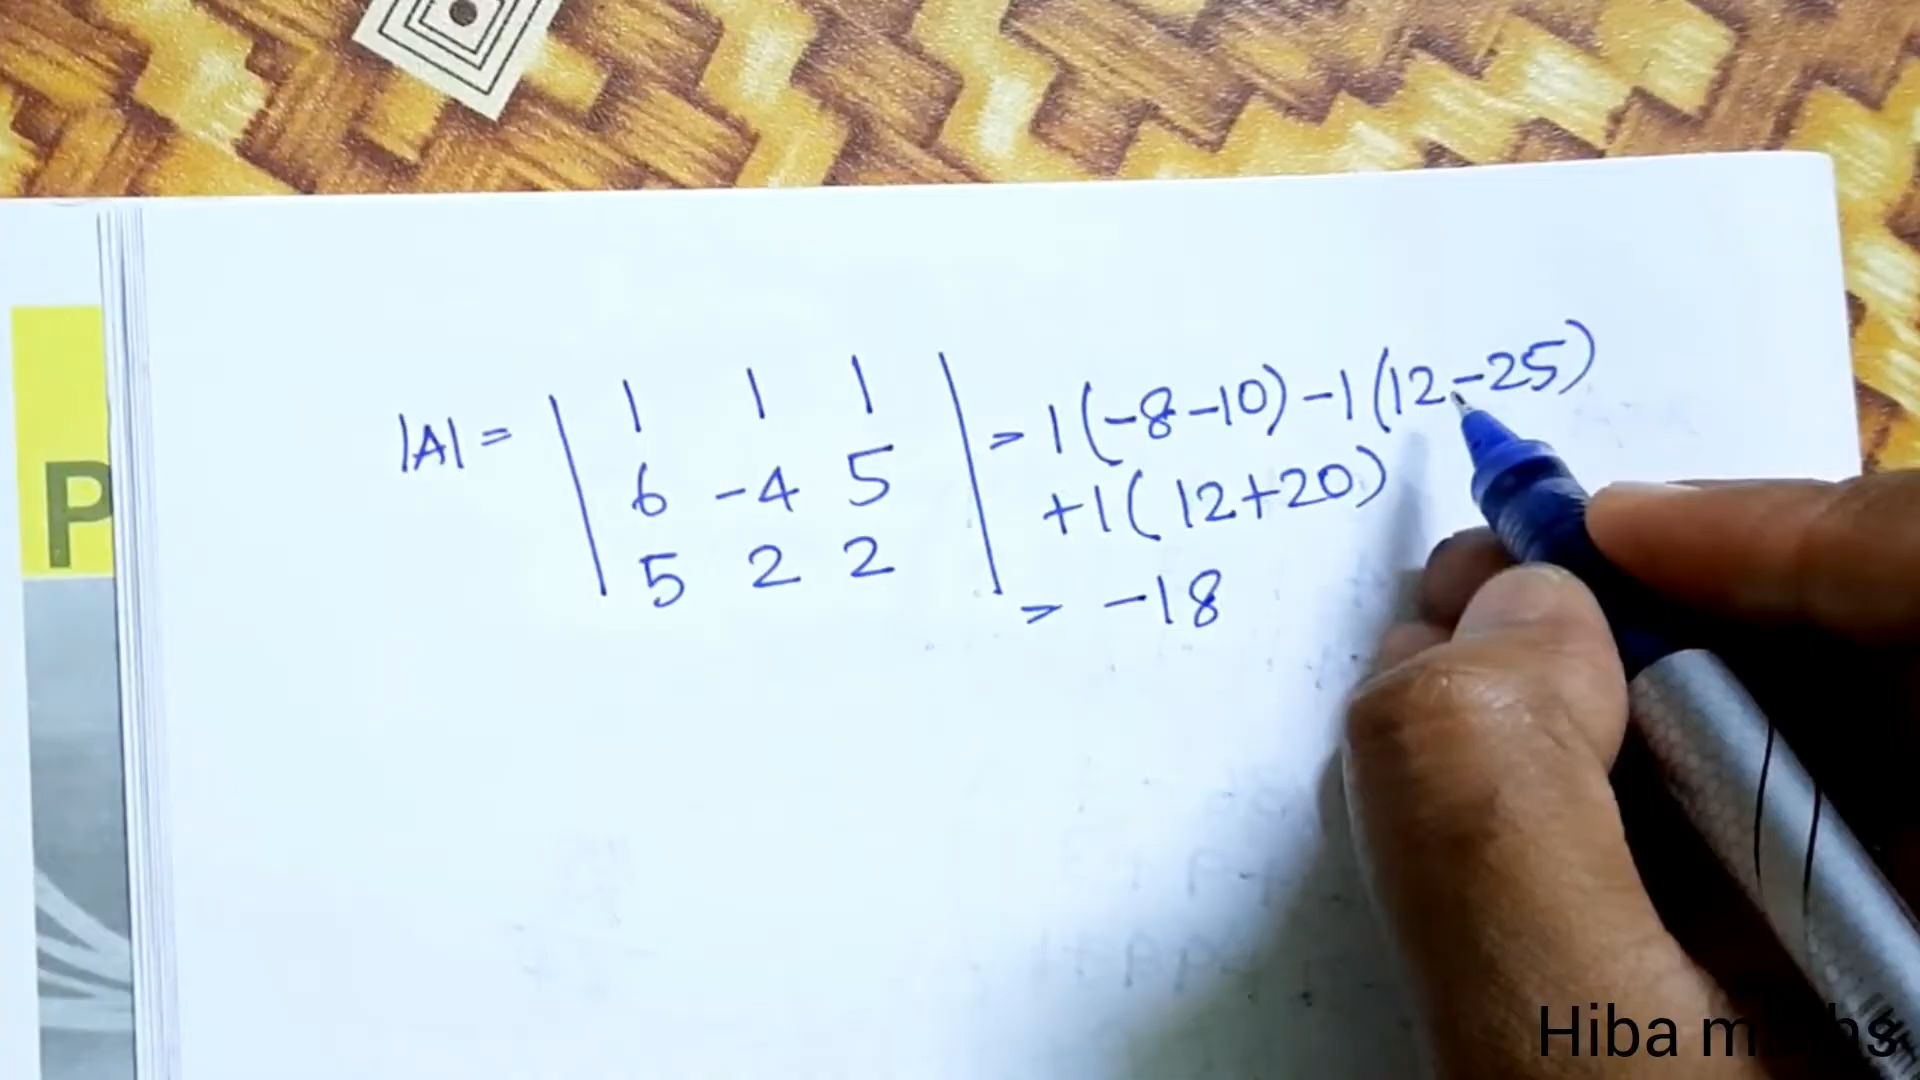 |A| = | 1 1 1 | = 1(-8-10) -1(12-25)
| 6 -4 5 | +1(12+20)
| 5 2 2 | = -18
P
Hiba maths